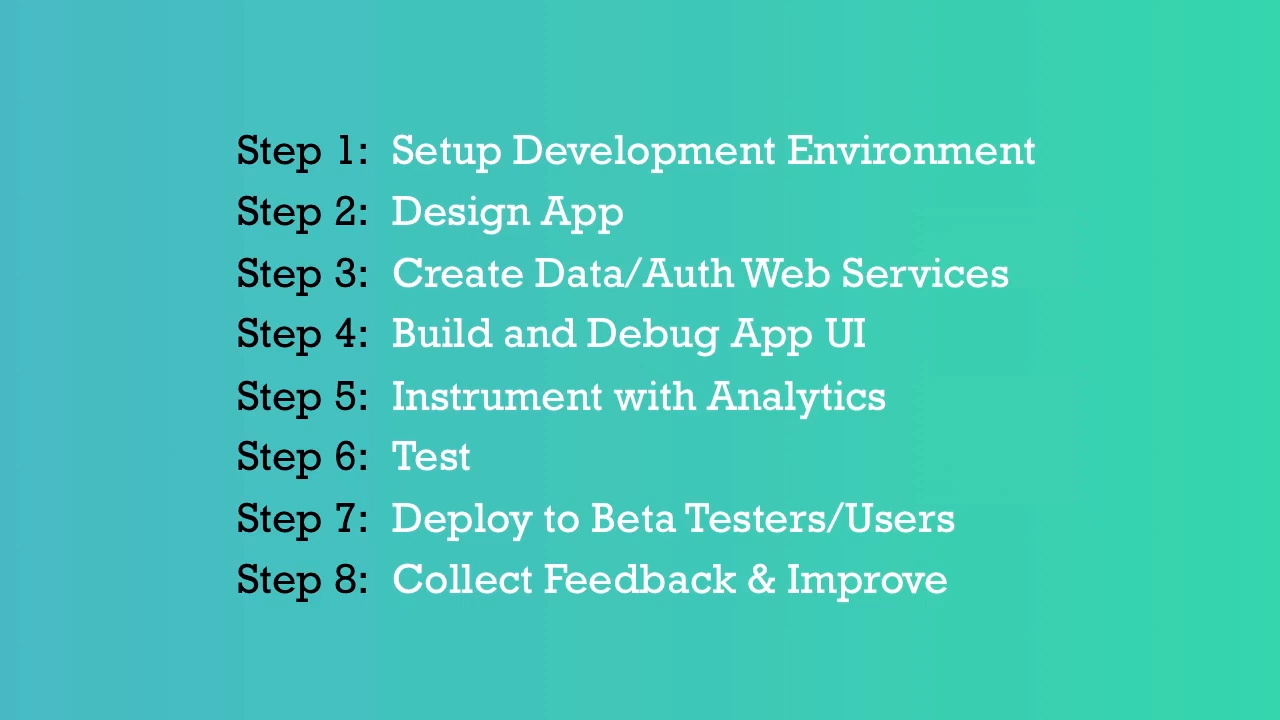 Step 1: Setup Development Environment
Step 2: Design App
Step 3: Create Data/Auth Web Services
Step 4: Build and Debug App UI
Step 5: Instrument with Analytics
Step 6: Test
Step 7: Deploy to Beta Testers/Users
Step 8: Collect Feedback & Improve